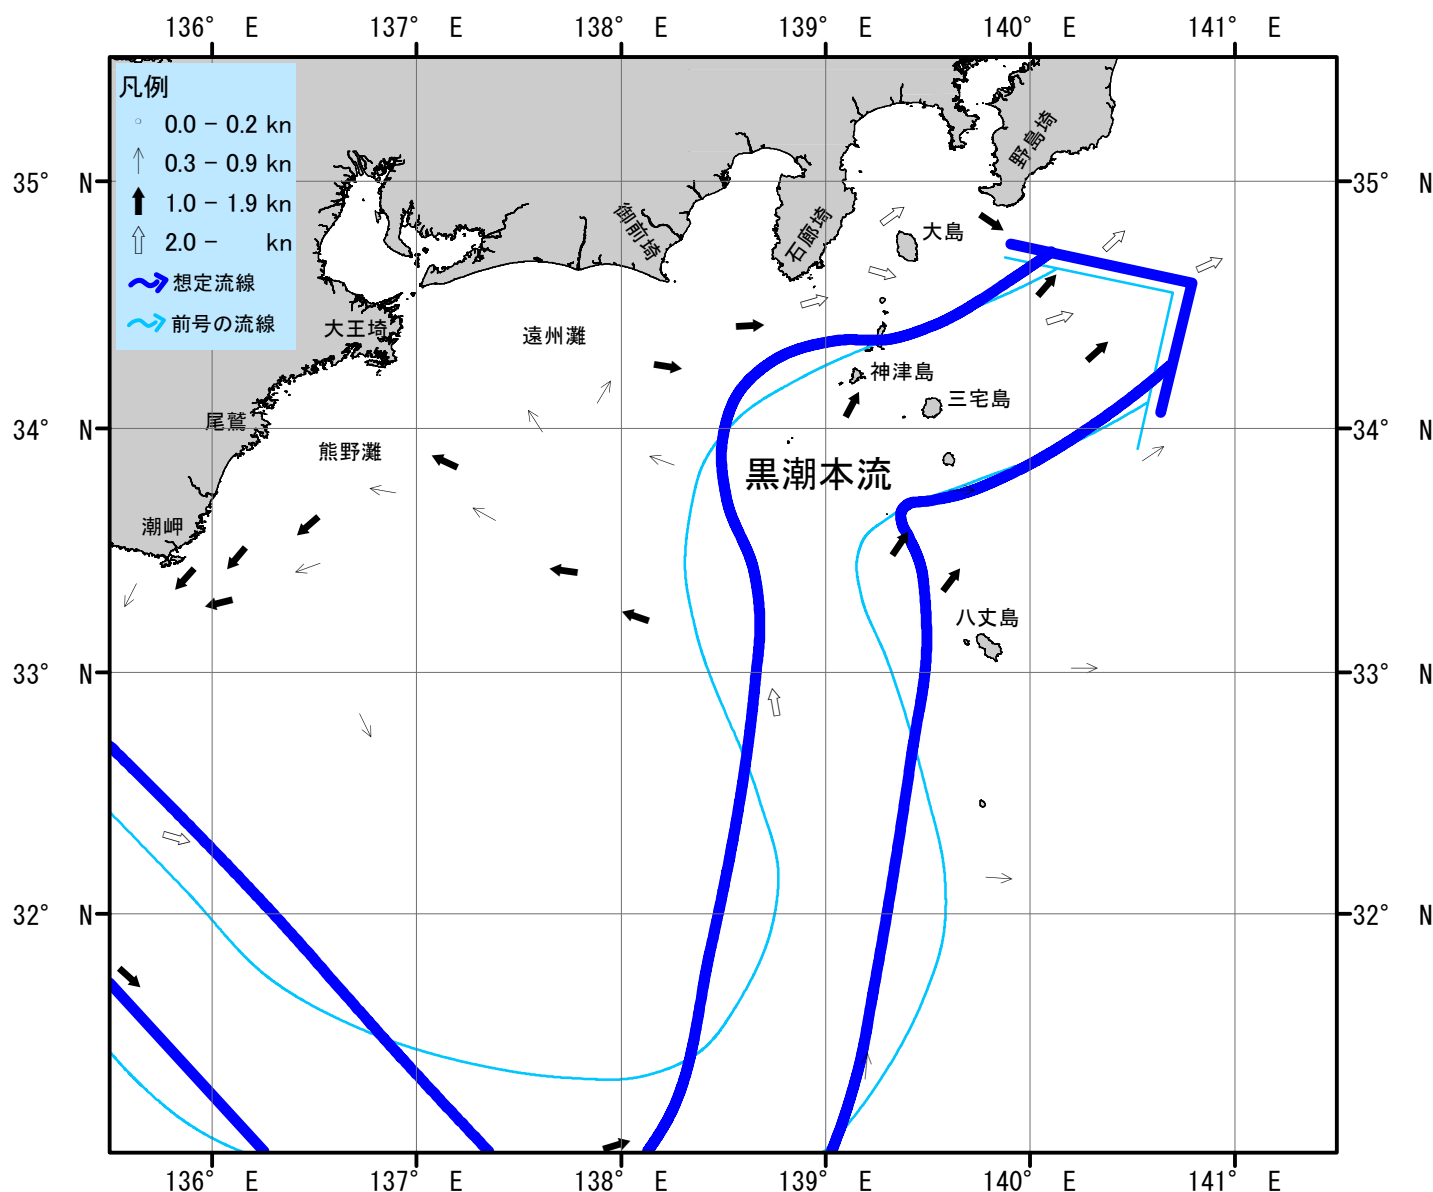 136° E 137° E 138° E 139° E 140° E 141° E
凡例
0.0 - 0.2 kn
0.3 - 0.9 kn
1.0 - 1.9 kn
2.0 - kn
想定流線
前号の流線
野島埼
35° N 35° N
御前埼
石廊埼
大島
大王埼
遠州灘
神津島
三宅島
尾鷲
34° N 34° N
熊野灘
黒潮本流
潮岬
八丈島
33° N 33° N
32° N 32° N
136° E 137° E 138° E 139° E 140° E 141° E